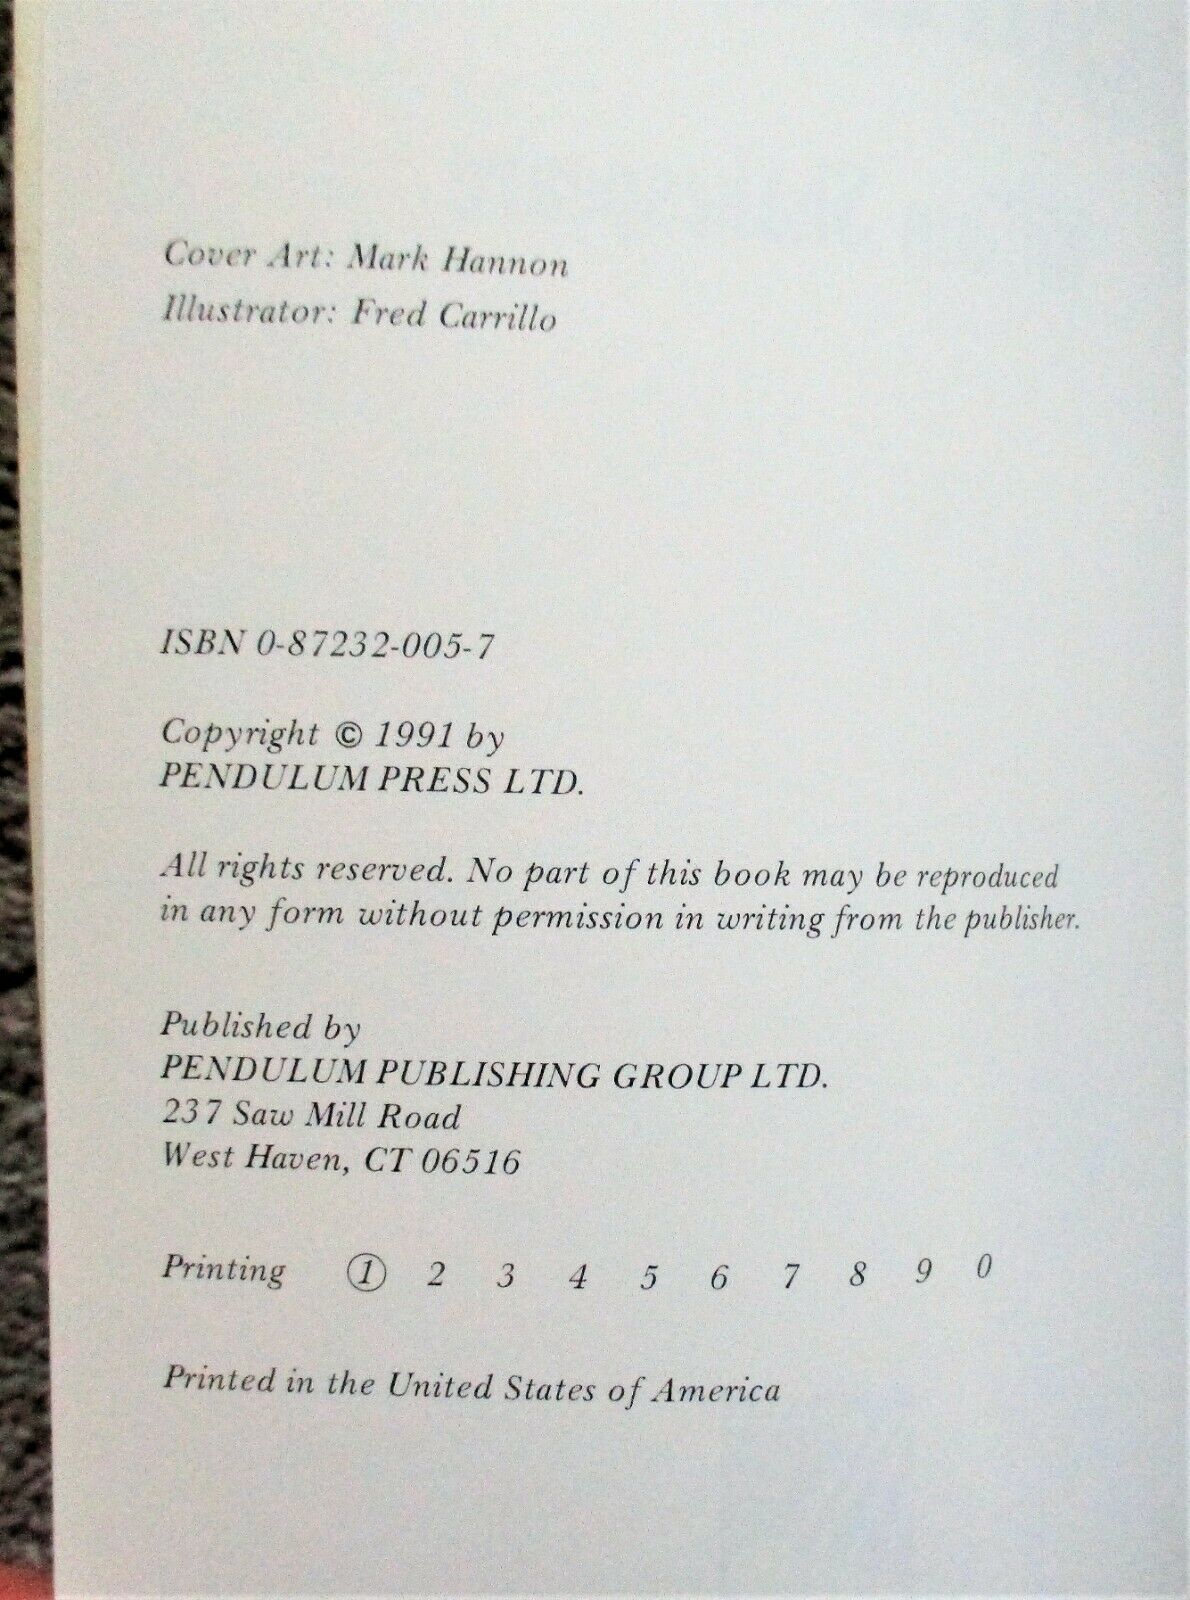 Cover Art: Mark Hannon
Illustrator: Fred Carrillo
ISBN 0-87232-005-7
Copyright © 1991 by
PENDULUM PRESS LTD.
All rights reserved. No part of this book may be reproduced
in any form without permission in writing from the publisher.
Published by
PENDULUM PUBLISHING GROUP LTD.
237 Saw Mill Road
West Haven, CT 06516
Printing ① 2 3 4 5 6 7 8 9 0
Printed in the United States of America